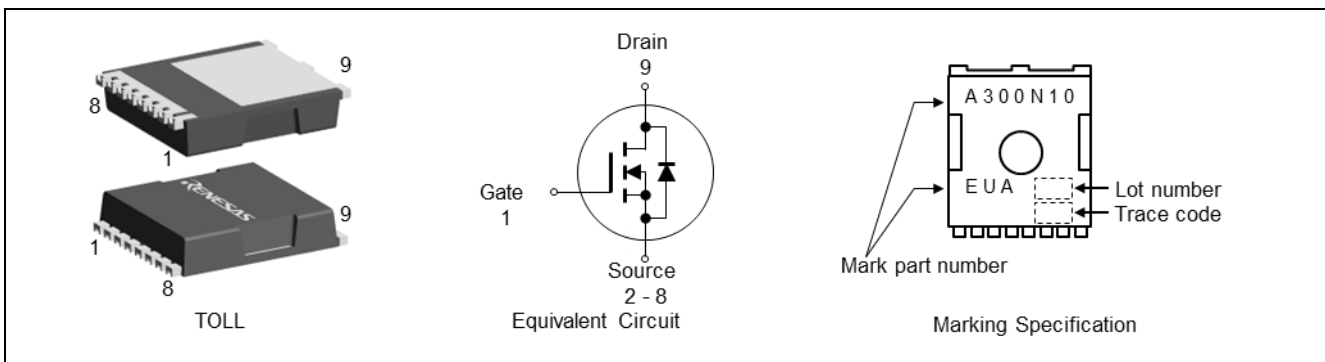 9
8
1
RENESAS
9
1
8
TOLL
Drain
9
Gate
1
Source
2 - 8
Equivalent Circuit
A300N10
EUA
Lot number
Trace code
Mark part number
Marking Specification